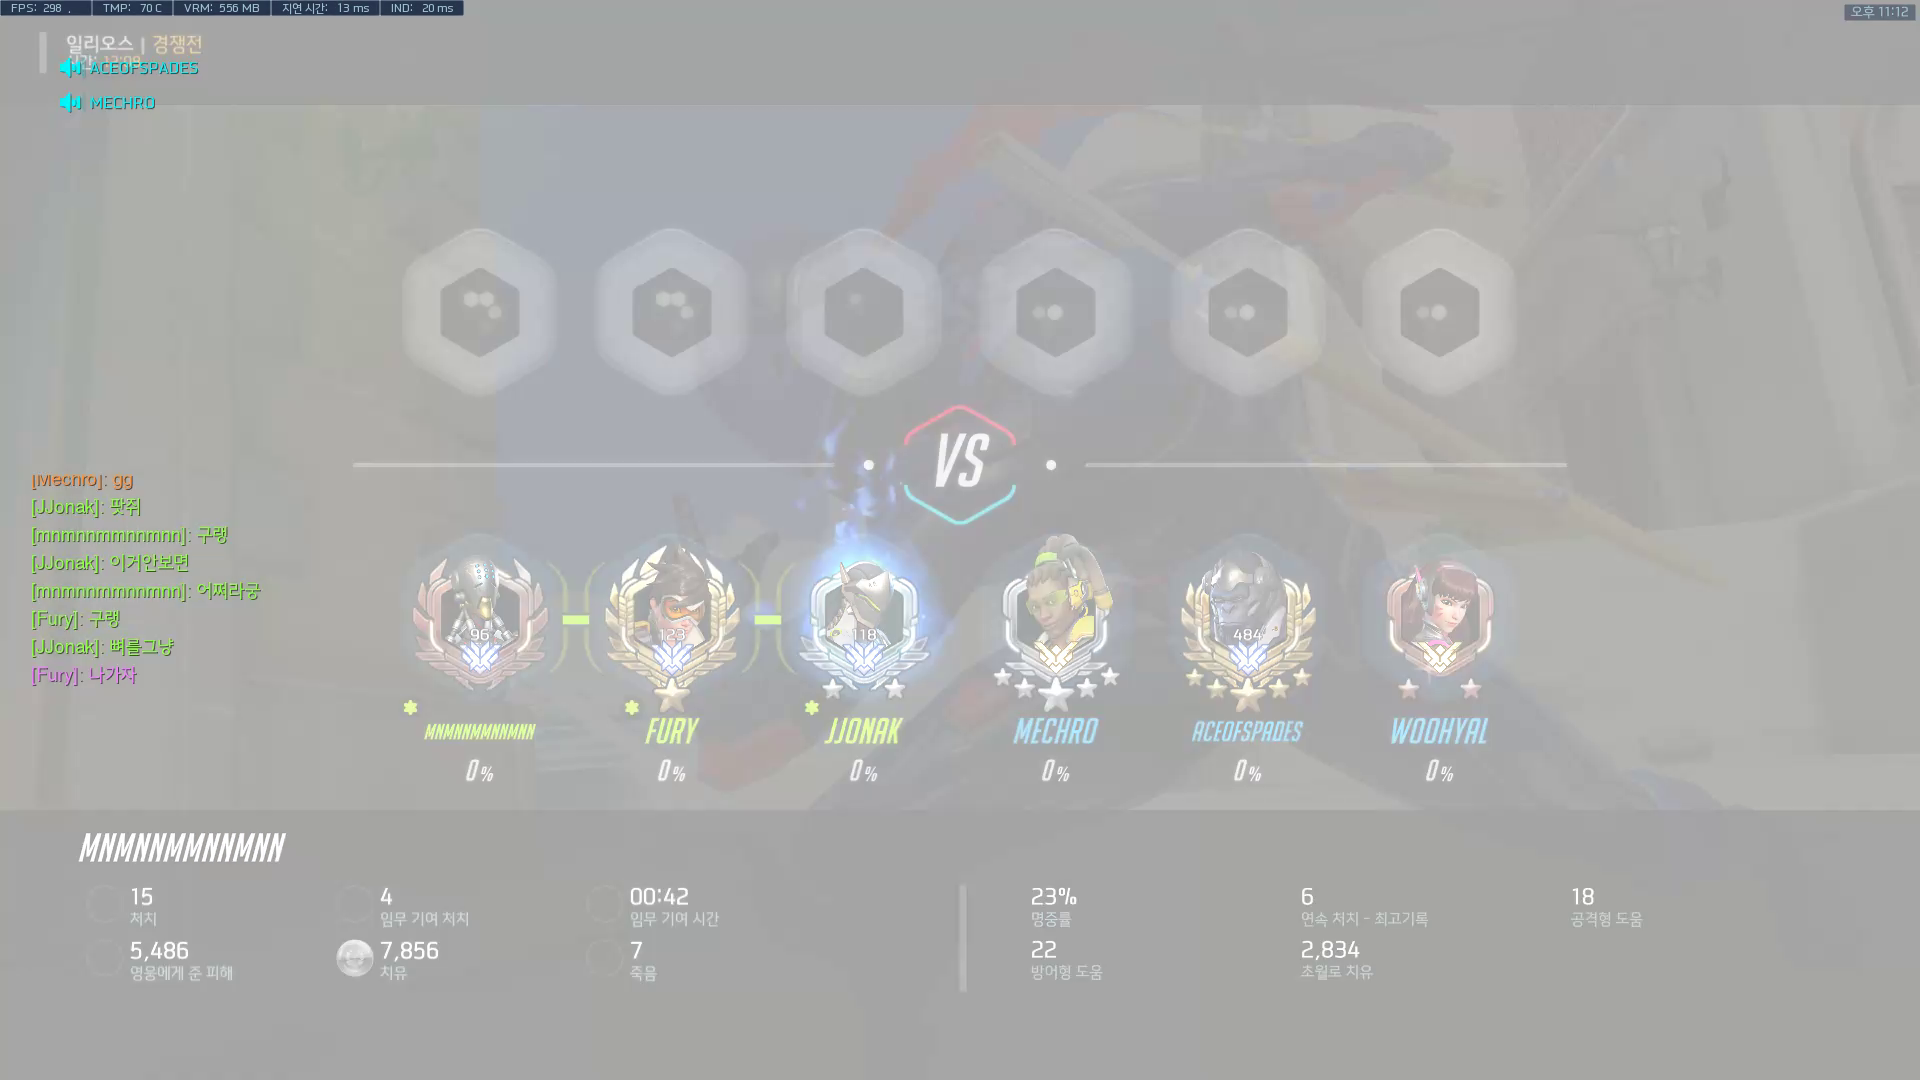 FPS: 298 TMP: 70 C VRM: 556 MB 지연 시간: 13 ms IND: 20 ms
오후 11:12
일리오스 | 경쟁전
ACEOFSPADES
MECHRO
VS
[Mechro]: gg
[JJonak]: 팟쥐
[mnmnnmmnnmnn]: 구랭
[JJonak]: 이거안보면
[mnmnnmmnnmnn]: 어쩌라궁
[Fury]: 구랭
[JJonak]: 뼈를그냥
[Fury]: 나가자
96 123 118 484
MNMNNMMNNMNN FURY JJONAK MECHRO ACEOFSPADES WOOHYAL
0% 0% 0% 0% 0% 0%
MNMNNMMNNMNN
15 4 00:42 23% 6 18
처치 임무 기여 처치 임무 기여 시간 명중률 연속 처치 - 최고기록 공격형 도움
5,486 7,856 7 22 2,834
영웅에게 준 피해 치유 죽음 방어형 도움 초월로 치유